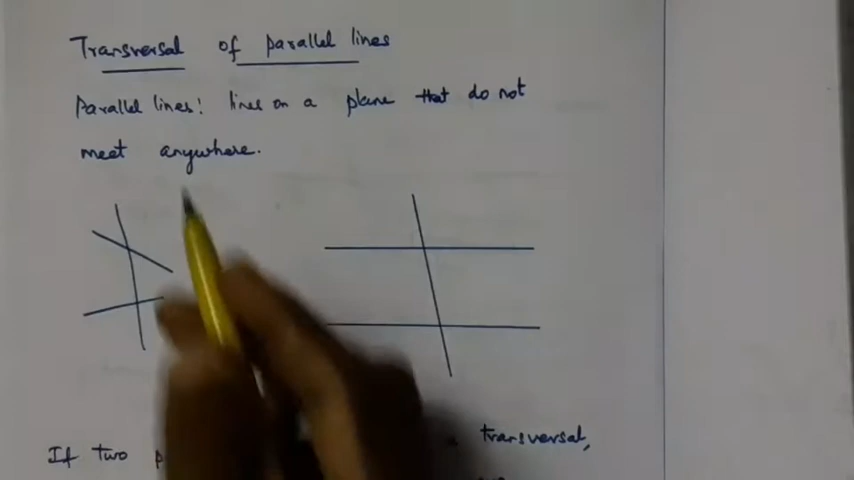 Transversal of parallel lines
Parallel lines: lines on a plane that do not
meet anywhere.
If two transversal,